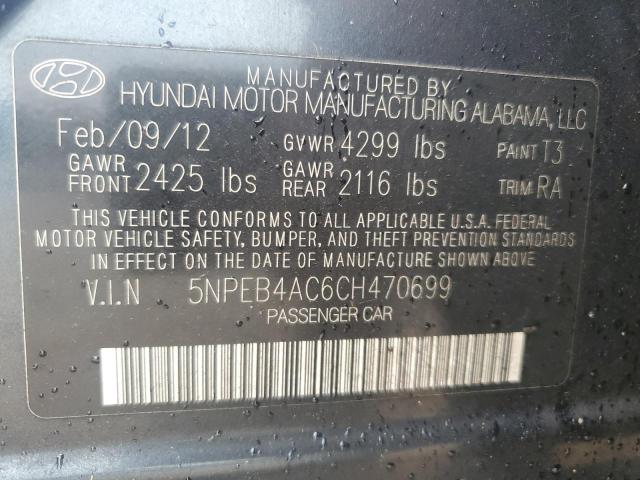 MANUFACTURED BY
HYUNDAI MOTOR MANUFACTURING ALABAMA, LLC
Feb/09/12 GVWR 4299 lbs PAINT T3
GAWR FRONT 2425 lbs GAWR REAR 2116 lbs TRIM RA
THIS VEHICLE CONFORMS TO ALL APPLICABLE U.S.A. FEDERAL
MOTOR VEHICLE SAFETY, BUMPER, AND THEFT PREVENTION STANDARDS
IN EFFECT ON THE DATE OF MANUFACTURE SHOWN ABOVE
V.I.N 5NPEB4AC6CH470699
PASSENGER CAR